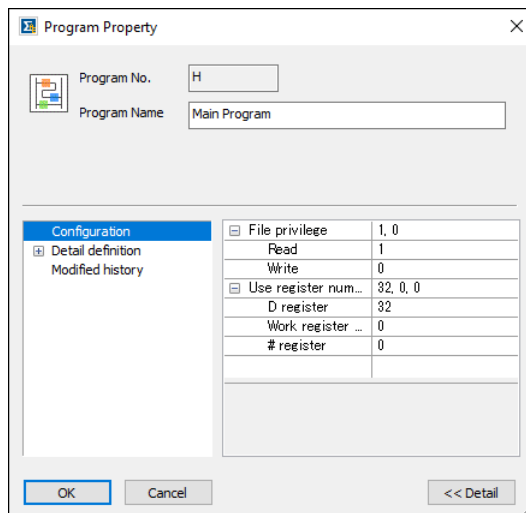 Program Property
Program No. H
Program Name Main Program
Configuration
Detail definition
Modified history
File privilege 1, 0
Read 1
Write 0
Use register num... 32, 0, 0
D register 32
Work register ... 0
# register 0
OK Cancel << Detail